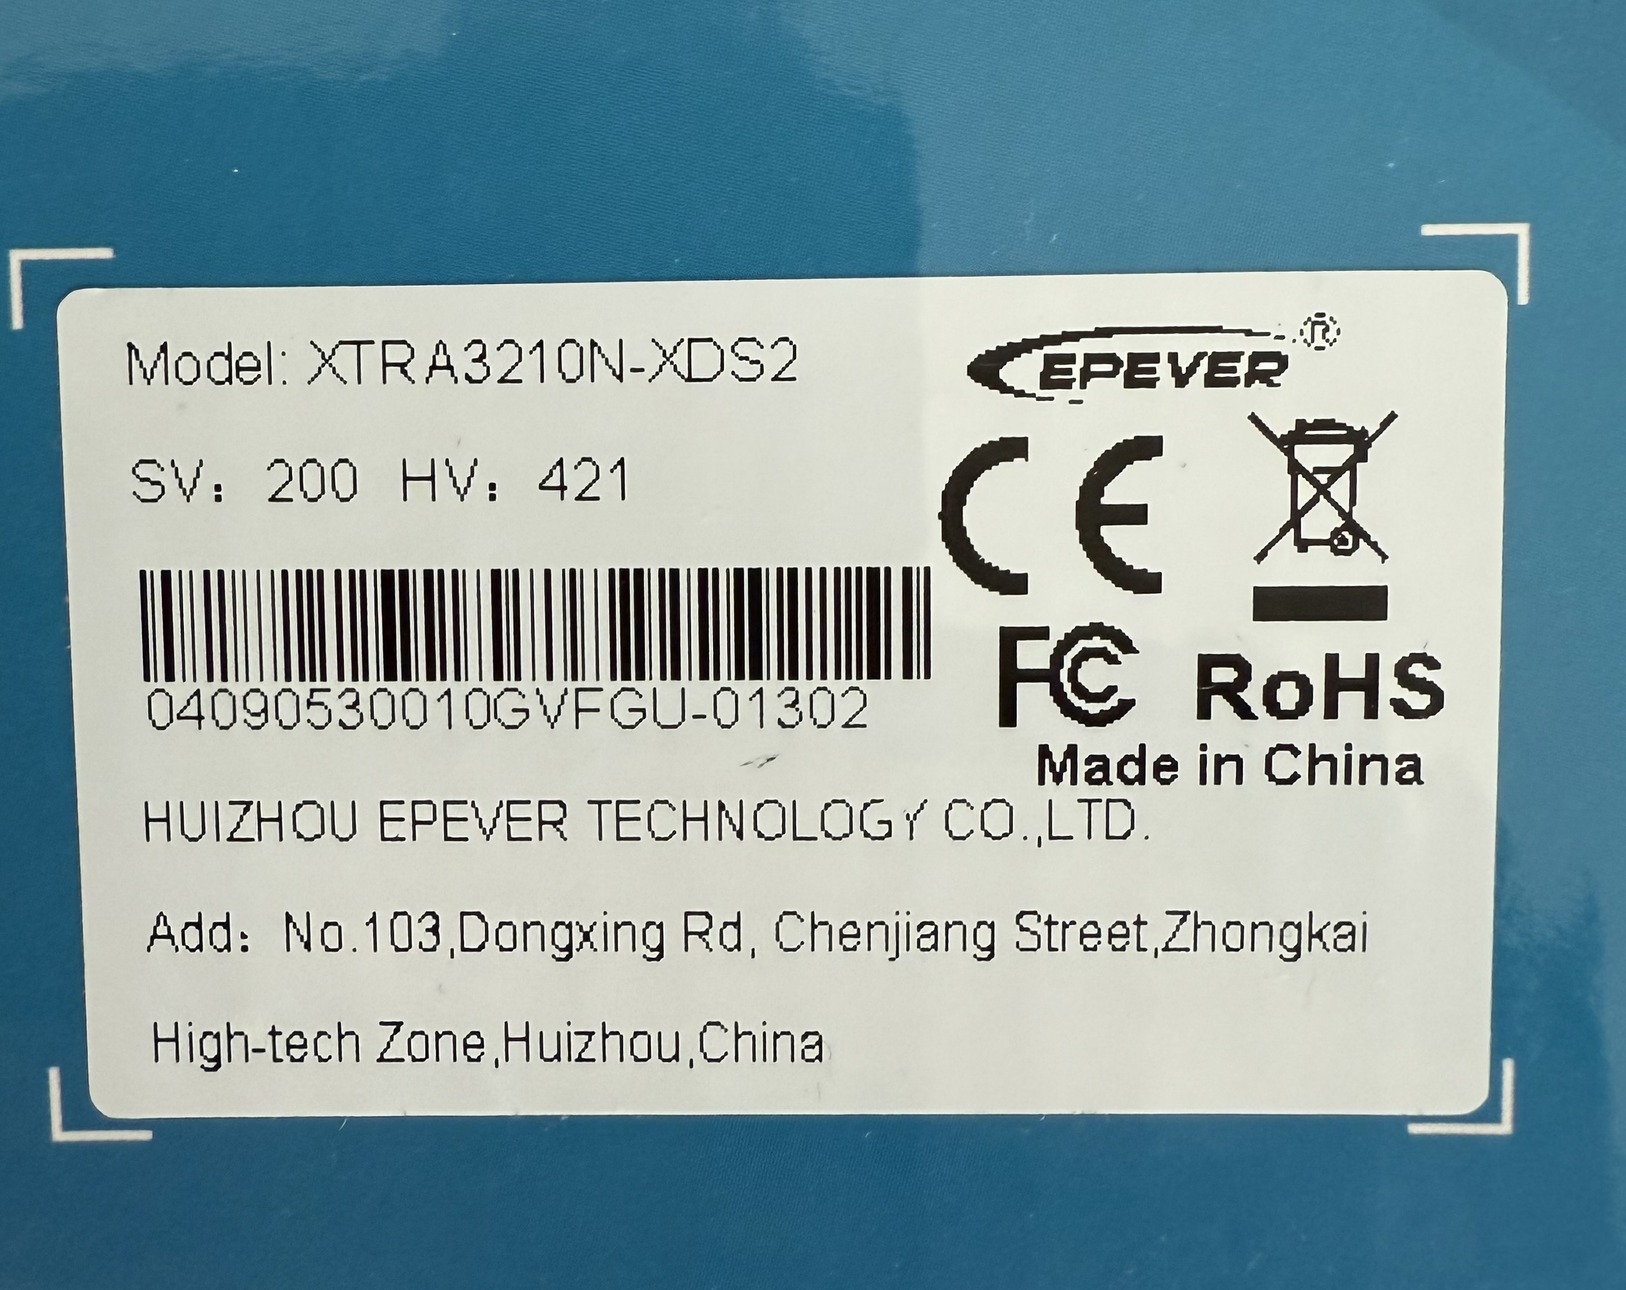 Model: XTRA3210N-XDS2
EPEVER®
SV: 200 HV: 421
CE
04090530010GVFGU-01302
FC RoHS
Made in China
HUIZHOU EPEVER TECHNOLOGY CO.,LTD.
Add: No.103,Dongxing Rd, Chenjiang Street,Zhongkai
High-tech Zone,Huizhou,China